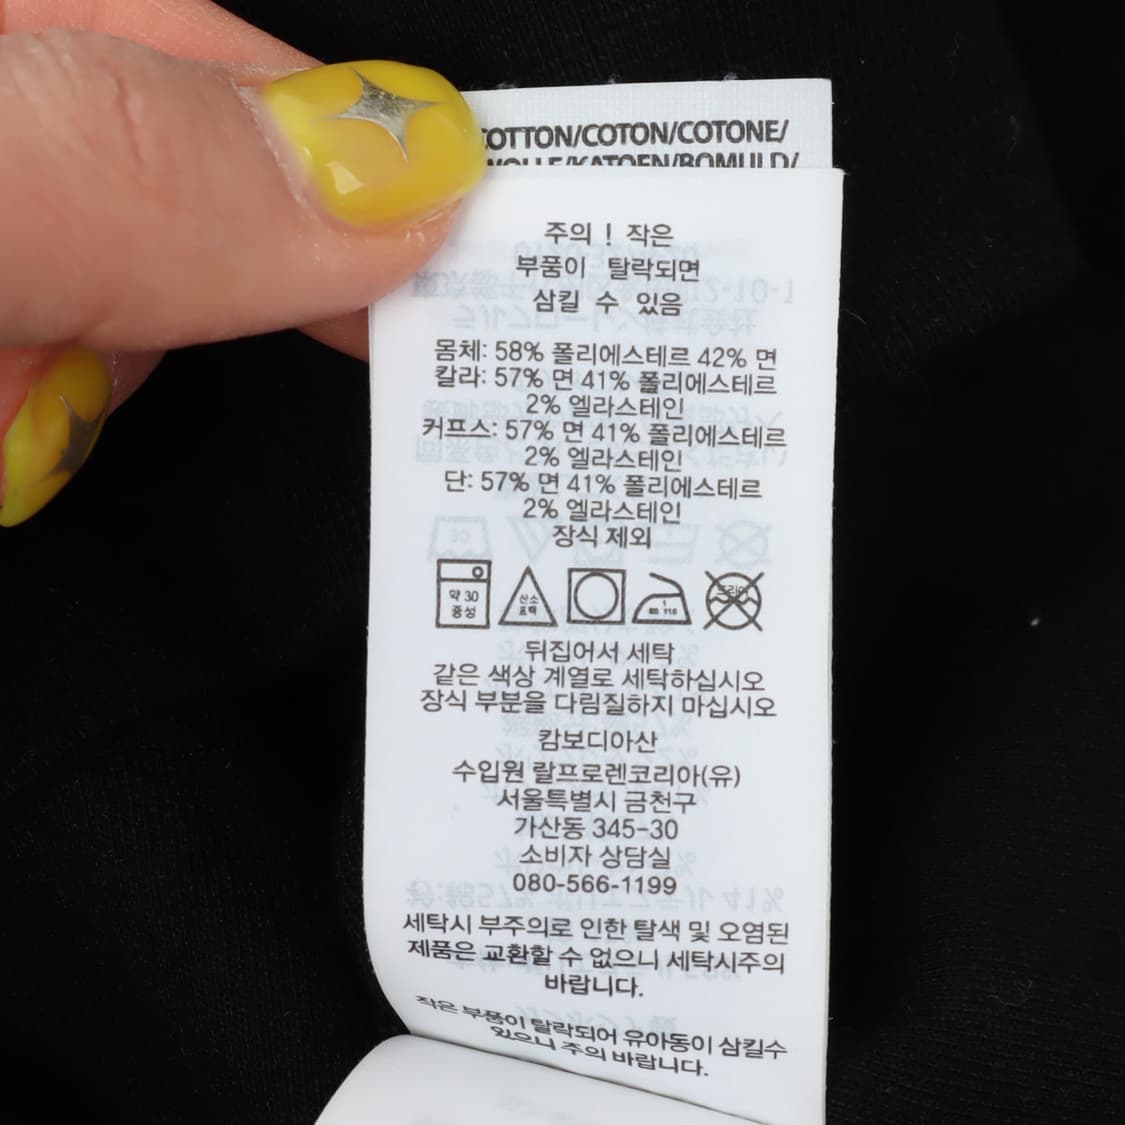 COTTON/COTON/COTONE/
WOLLE/KATOEN/BOMULD/
주의 ! 작은
부품이 탈락되면
삼킬 수 있음
몸체: 58% 폴리에스테르 42% 면
칼라: 57% 면 41% 폴리에스테르
2% 엘라스테인
커프스: 57% 면 41% 폴리에스테르
2% 엘라스테인
단: 57% 면 41% 폴리에스테르
2% 엘라스테인
장식 제외
약 30
중성
산소
표백
드라이
뒤집어서 세탁
같은 색상 계열로 세탁하십시오
장식 부분을 다림질하지 마십시오
캄보디아산
수입원 랄프로렌코리아(유)
서울특별시 금천구
가산동 345-30
소비자 상담실
080-566-1199
세탁시 부주의로 인한 탈색 및 오염된
제품은 교환할 수 없으니 세탁시주의
바랍니다.
작은 부품이 탈락되어 유아동이 삼킬수
있으니 주의 바랍니다.